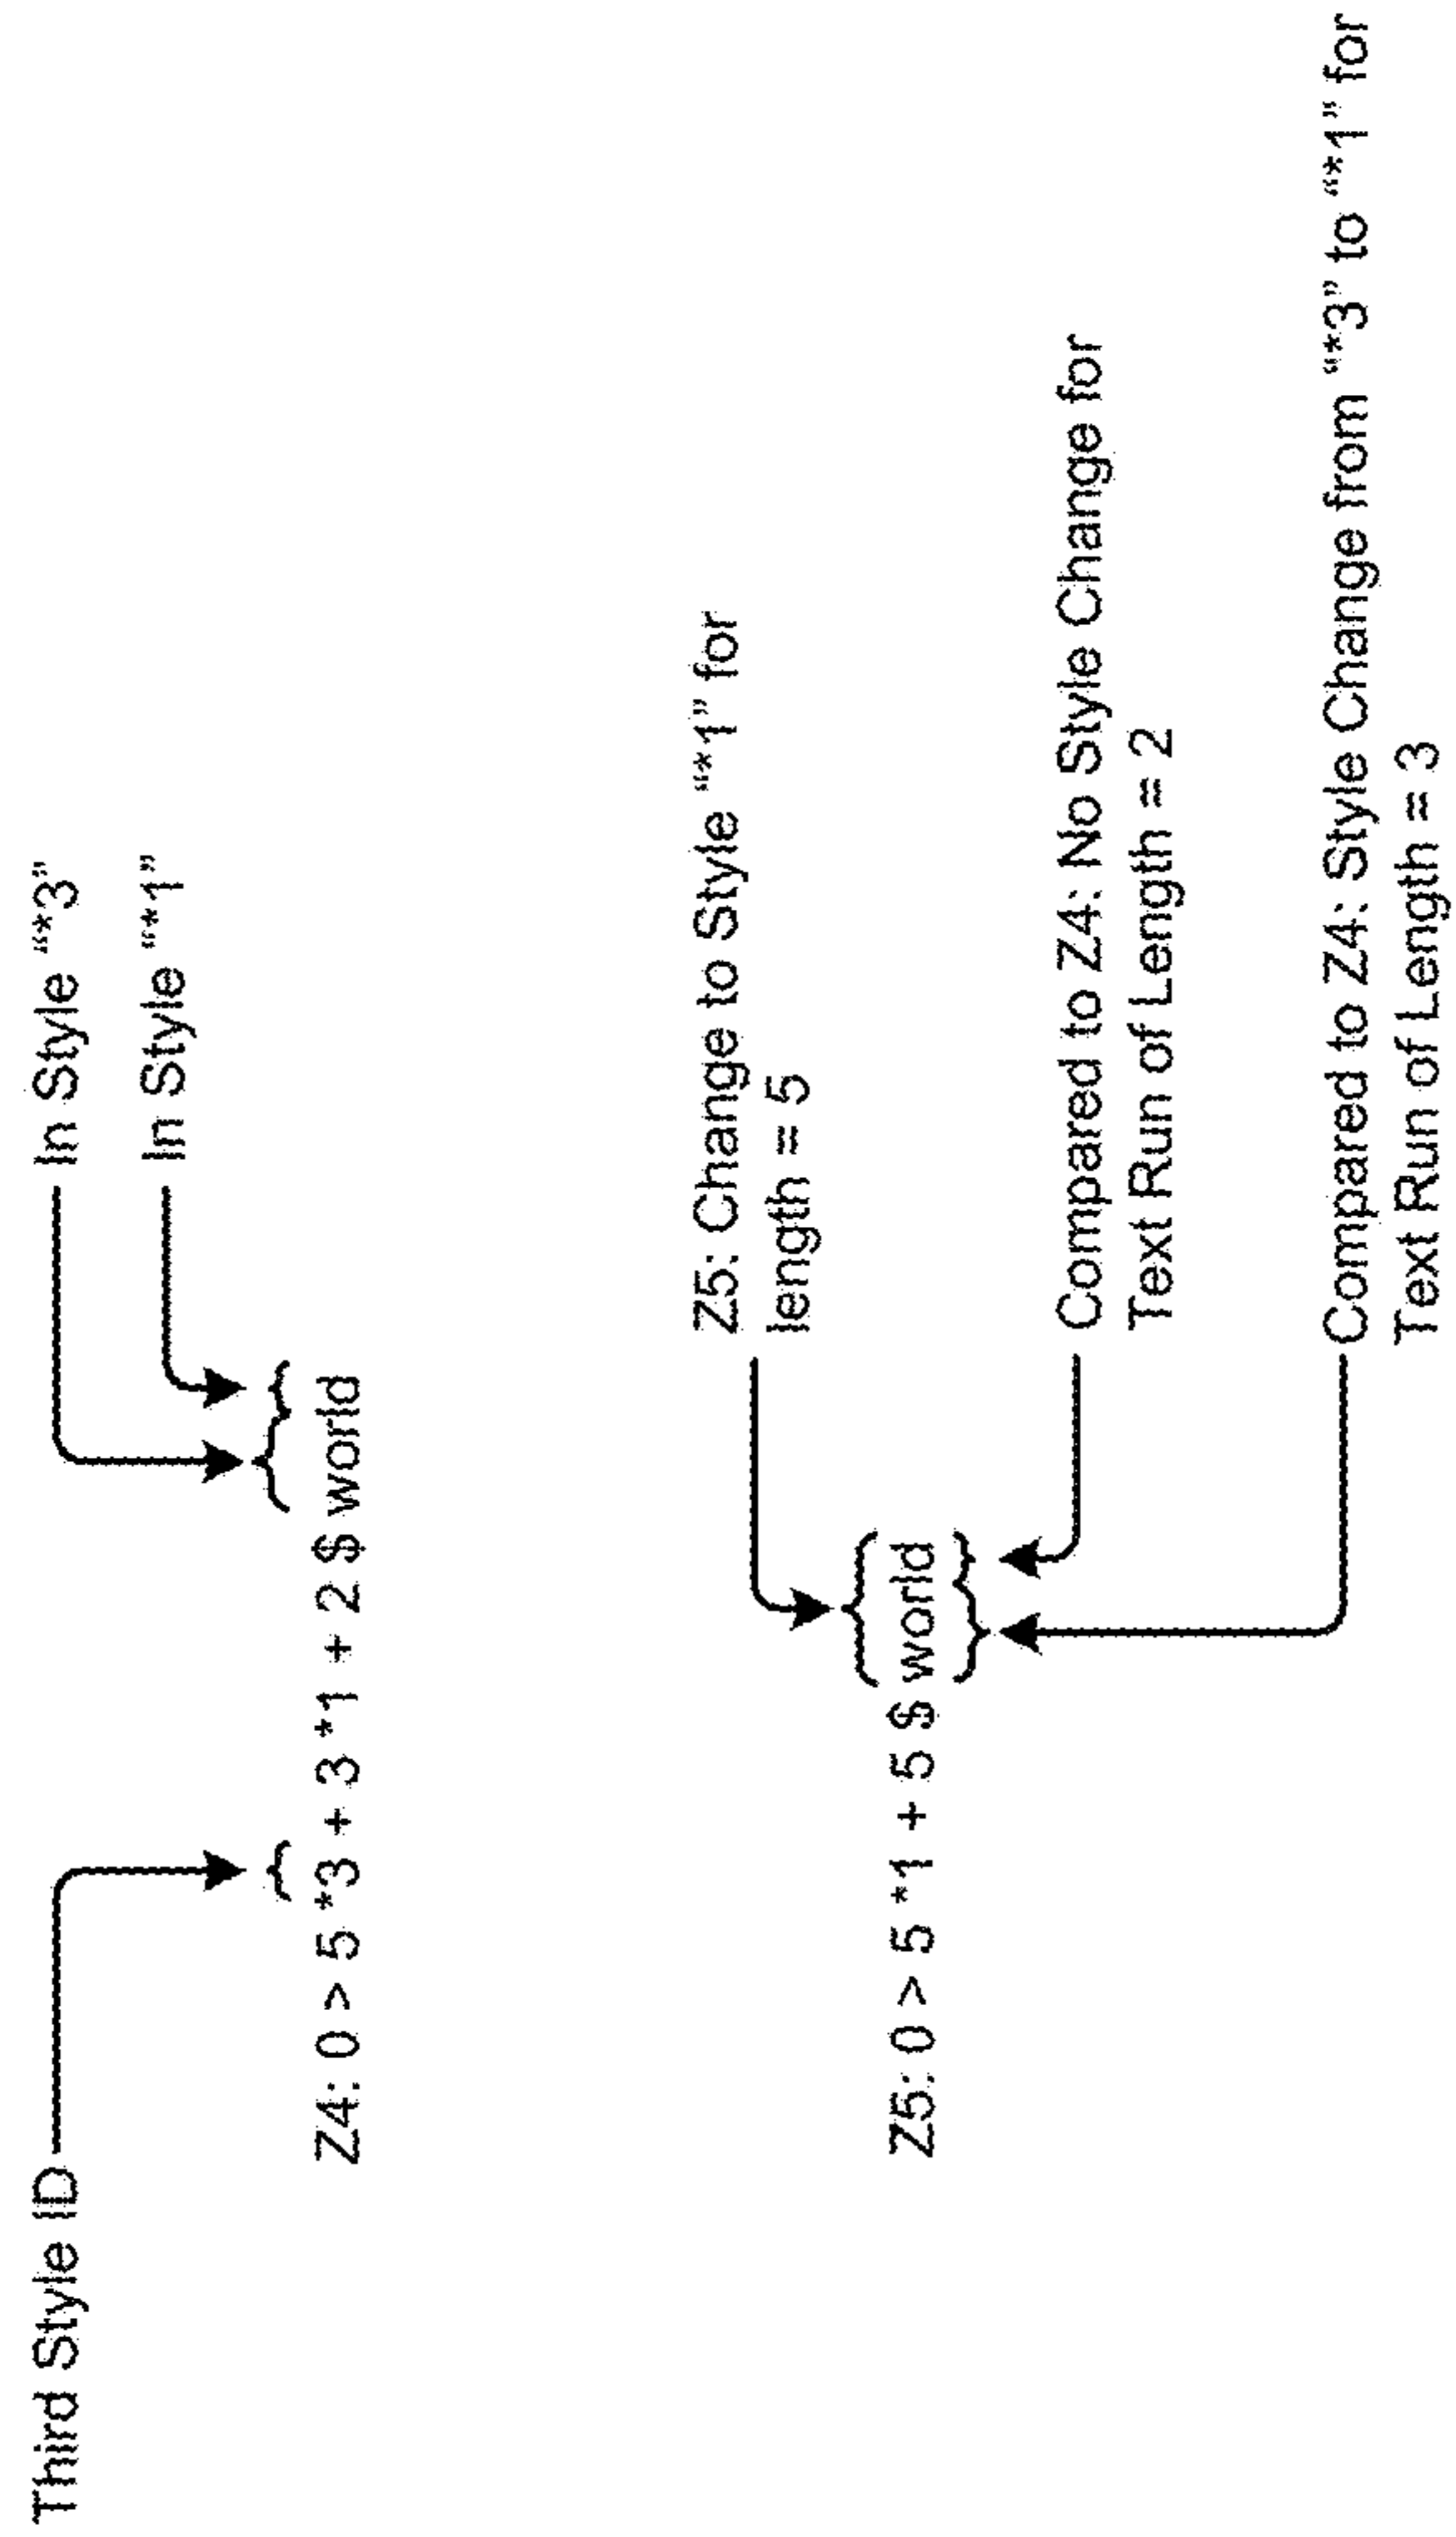 Third Style ID
In Style “*3”
In Style “*1”
Z4: 0 > 5 *3 + 3 *1 + 2 $ world
Z5: Change to Style “*1” for
length = 5
Z5: 0 > 5 *1 + 5 $ world
Compared to Z4: No Style Change for
Text Run of Length = 2
Compared to Z4: Style Change from “*3” to “*1” for
Text Run of Length = 3